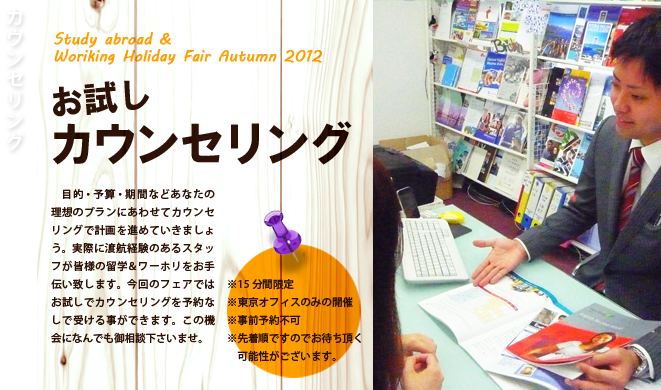 カウンセリング
Study abroad &
Woriking Holiday Fair Autumn 2012
お試し
カウンセリング
目的・予算・期間などあなたの
理想のプランにあわせてカウンセ
リングで計画を進めていきましょ
う。実際に渡航経験のあるスタッ
フが皆様の留学&ワーホリをお手
伝い致します。今回のフェアでは
お試しでカウンセリングを予約な
しで受ける事ができます。この機
会になんでも御相談下さいませ。
※15分間限定
※東京オフィスのみの開催
※事前予約不可
※先着順ですのでお待ち頂く
可能性がございます。